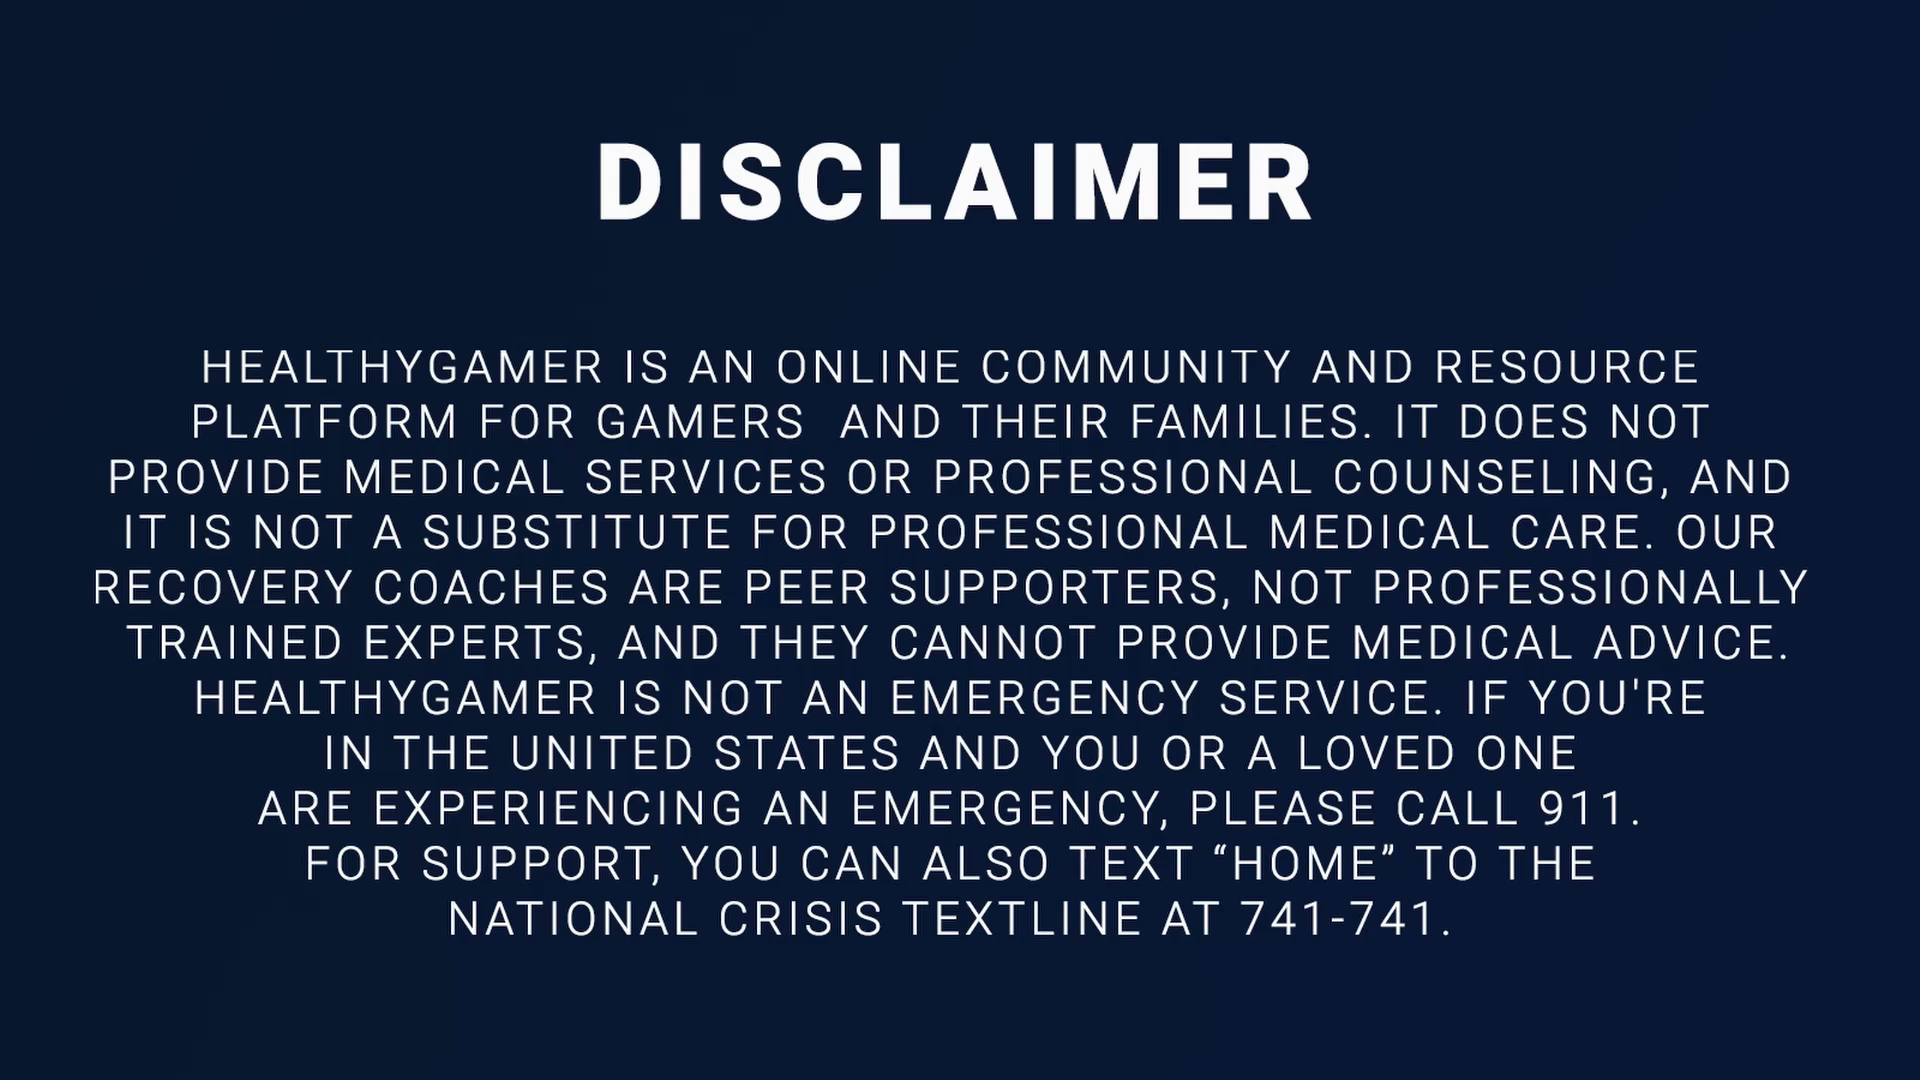 DISCLAIMER
HEALTHYGAMER IS AN ONLINE COMMUNITY AND RESOURCE
PLATFORM FOR GAMERS  AND THEIR FAMILIES. IT DOES NOT
PROVIDE MEDICAL SERVICES OR PROFESSIONAL COUNSELING, AND
IT IS NOT A SUBSTITUTE FOR PROFESSIONAL MEDICAL CARE. OUR
RECOVERY COACHES ARE PEER SUPPORTERS, NOT PROFESSIONALLY
TRAINED EXPERTS, AND THEY CANNOT PROVIDE MEDICAL ADVICE.
HEALTHYGAMER IS NOT AN EMERGENCY SERVICE. IF YOU'RE
IN THE UNITED STATES AND YOU OR A LOVED ONE
ARE EXPERIENCING AN EMERGENCY, PLEASE CALL 911.
FOR SUPPORT, YOU CAN ALSO TEXT “HOME” TO THE
NATIONAL CRISIS TEXTLINE AT 741-741.